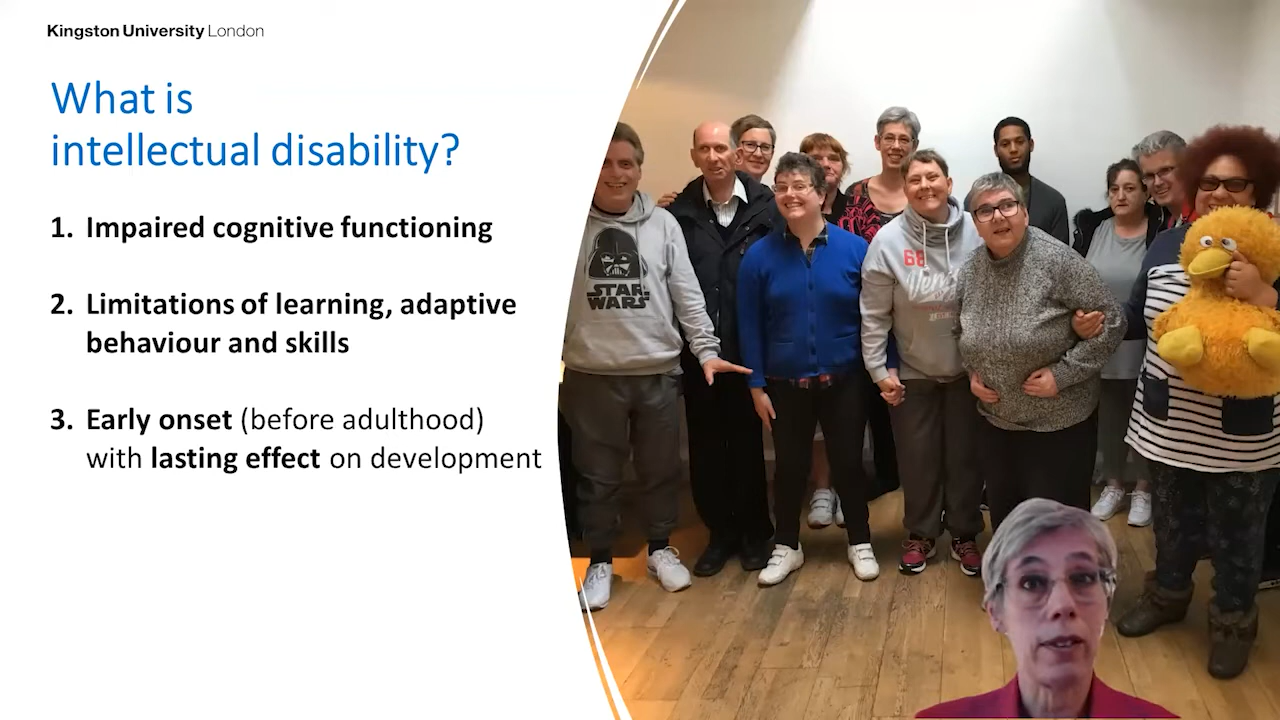 Kingston University London
What is
intellectual disability?
1. Impaired cognitive functioning
2. Limitations of learning, adaptive
behaviour and skills
3. Early onset (before adulthood)
with lasting effect on development
STAR
WARS
68